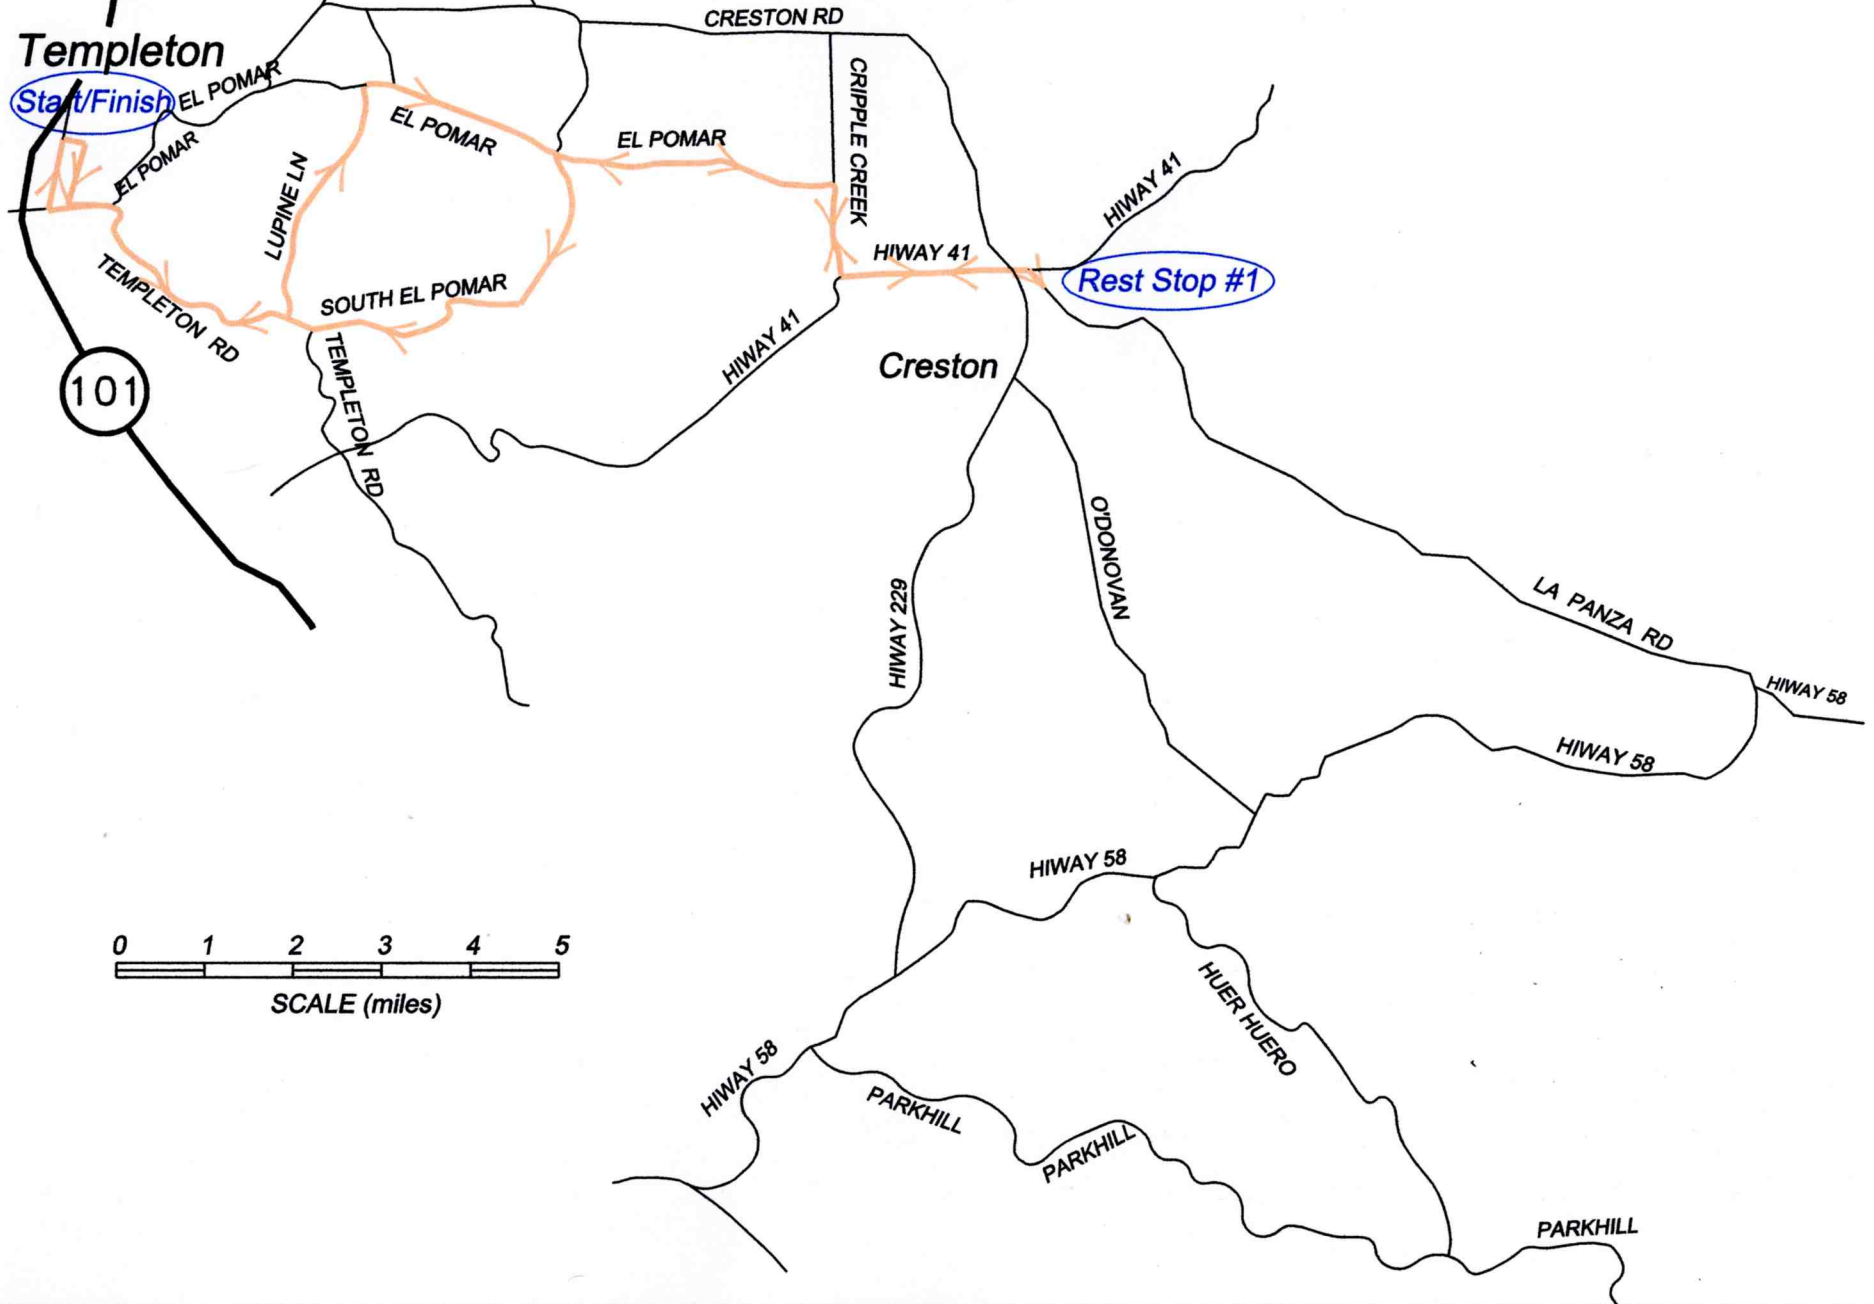 CRESTON RD
Templeton
Start/Finish
EL POMAR
EL POMAR
EL POMAR
EL POMAR
CRIPPLE CREEK
LUPINE LN
HIWAY 41
HIWAY 41
Rest Stop #1
TEMPLETON RD
SOUTH EL POMAR
TEMPLETON RD
HIWAY 41
Creston
101
O'DONOVAN
HIWAY 229
LA PANZA RD
HIWAY 58
HIWAY 58
HIWAY 58
0 1 2 3 4 5
SCALE (miles)
HUER HUERO
HIWAY 58
PARKHILL
PARKHILL
PARKHILL